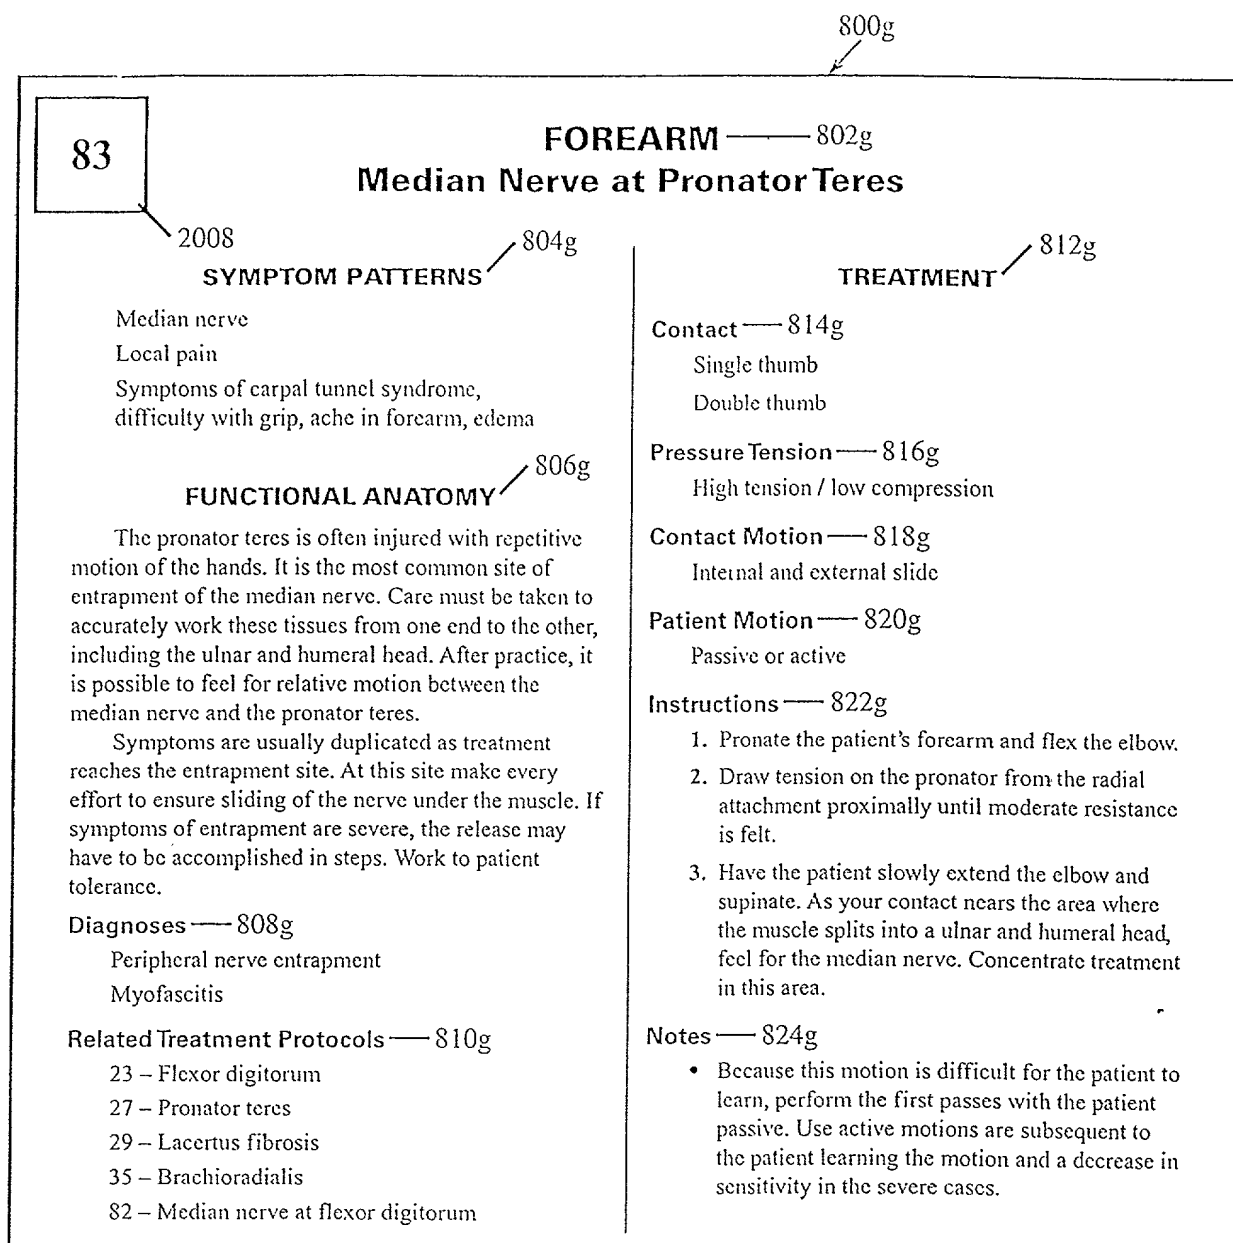 800g
83
FOREARM 802g
Median Nerve at Pronator Teres
2008
804g
SYMPTOM PATTERNS
Median nerve
Local pain
Symptoms of carpal tunnel syndrome,
difficulty with grip, ache in forearm, edema
806g
FUNCTIONAL ANATOMY
The pronator teres is often injured with repetitive
motion of the hands. It is the most common site of
entrapment of the median nerve. Care must be taken to
accurately work these tissues from one end to the other,
including the ulnar and humeral head. After practice, it
is possible to feel for relative motion between the
median nerve and the pronator teres.
Symptoms are usually duplicated as treatment
reaches the entrapment site. At this site make every
effort to ensure sliding of the nerve under the muscle. If
symptoms of entrapment are severe, the release may
have to be accomplished in steps. Work to patient
tolerance.
Diagnoses 808g
Peripheral nerve entrapment
Myofascitis
Related Treatment Protocols 810g
23 – Flexor digitorum
27 – Pronator teres
29 – Lacertus fibrosis
35 – Brachioradialis
82 – Median nerve at flexor digitorum
812g
TREATMENT
Contact 814g
Single thumb
Double thumb
Pressure Tension 816g
High tension / low compression
Contact Motion 818g
Internal and external slide
Patient Motion 820g
Passive or active
Instructions 822g
1. Pronate the patient's forearm and flex the elbow.
2. Draw tension on the pronator from the radial
attachment proximally until moderate resistance
is felt.
3. Have the patient slowly extend the elbow and
supinate. As your contact nears the area where
the muscle splits into a ulnar and humeral head,
feel for the median nerve. Concentrate treatment
in this area.
Notes 824g
• Because this motion is difficult for the patient to
learn, perform the first passes with the patient
passive. Use active motions are subsequent to
the patient learning the motion and a decrease in
sensitivity in the severe cases.